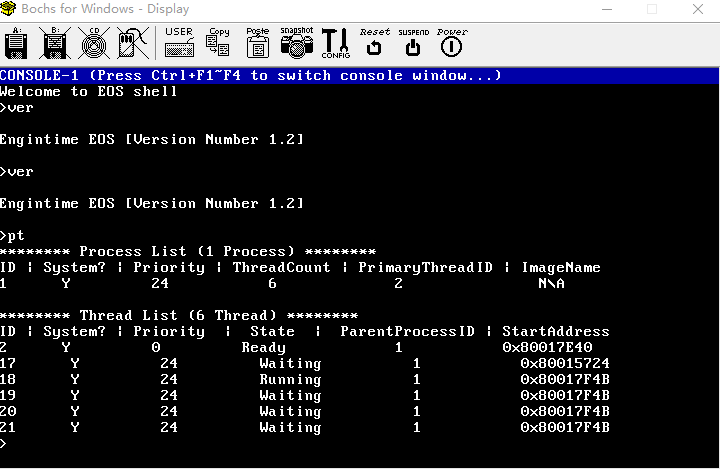 Bochs for Windows - Display
A: B: CD USER Copy Paste Snapshot CONFIG Reset SUSPEND Power
CONSOLE-1 (Press Ctrl+F1~F4 to switch console window...)
Welcome to EOS shell
>ver
Engintime EOS [Version Number 1.2]
>ver
Engintime EOS [Version Number 1.2]
>pt
******** Process List (1 Process) ********
ID | System? | Priority | ThreadCount | PrimaryThreadID | ImageName
1 Y 24 6 2 N\A
******** Thread List (6 Thread) ********
ID | System? | Priority | State | ParentProcessID | StartAddress
2 Y 0 Ready 1 0x80017E40
17 Y 24 Waiting 1 0x80015724
18 Y 24 Running 1 0x80017F4B
19 Y 24 Waiting 1 0x80017F4B
20 Y 24 Waiting 1 0x80017F4B
21 Y 24 Waiting 1 0x80017F4B
>